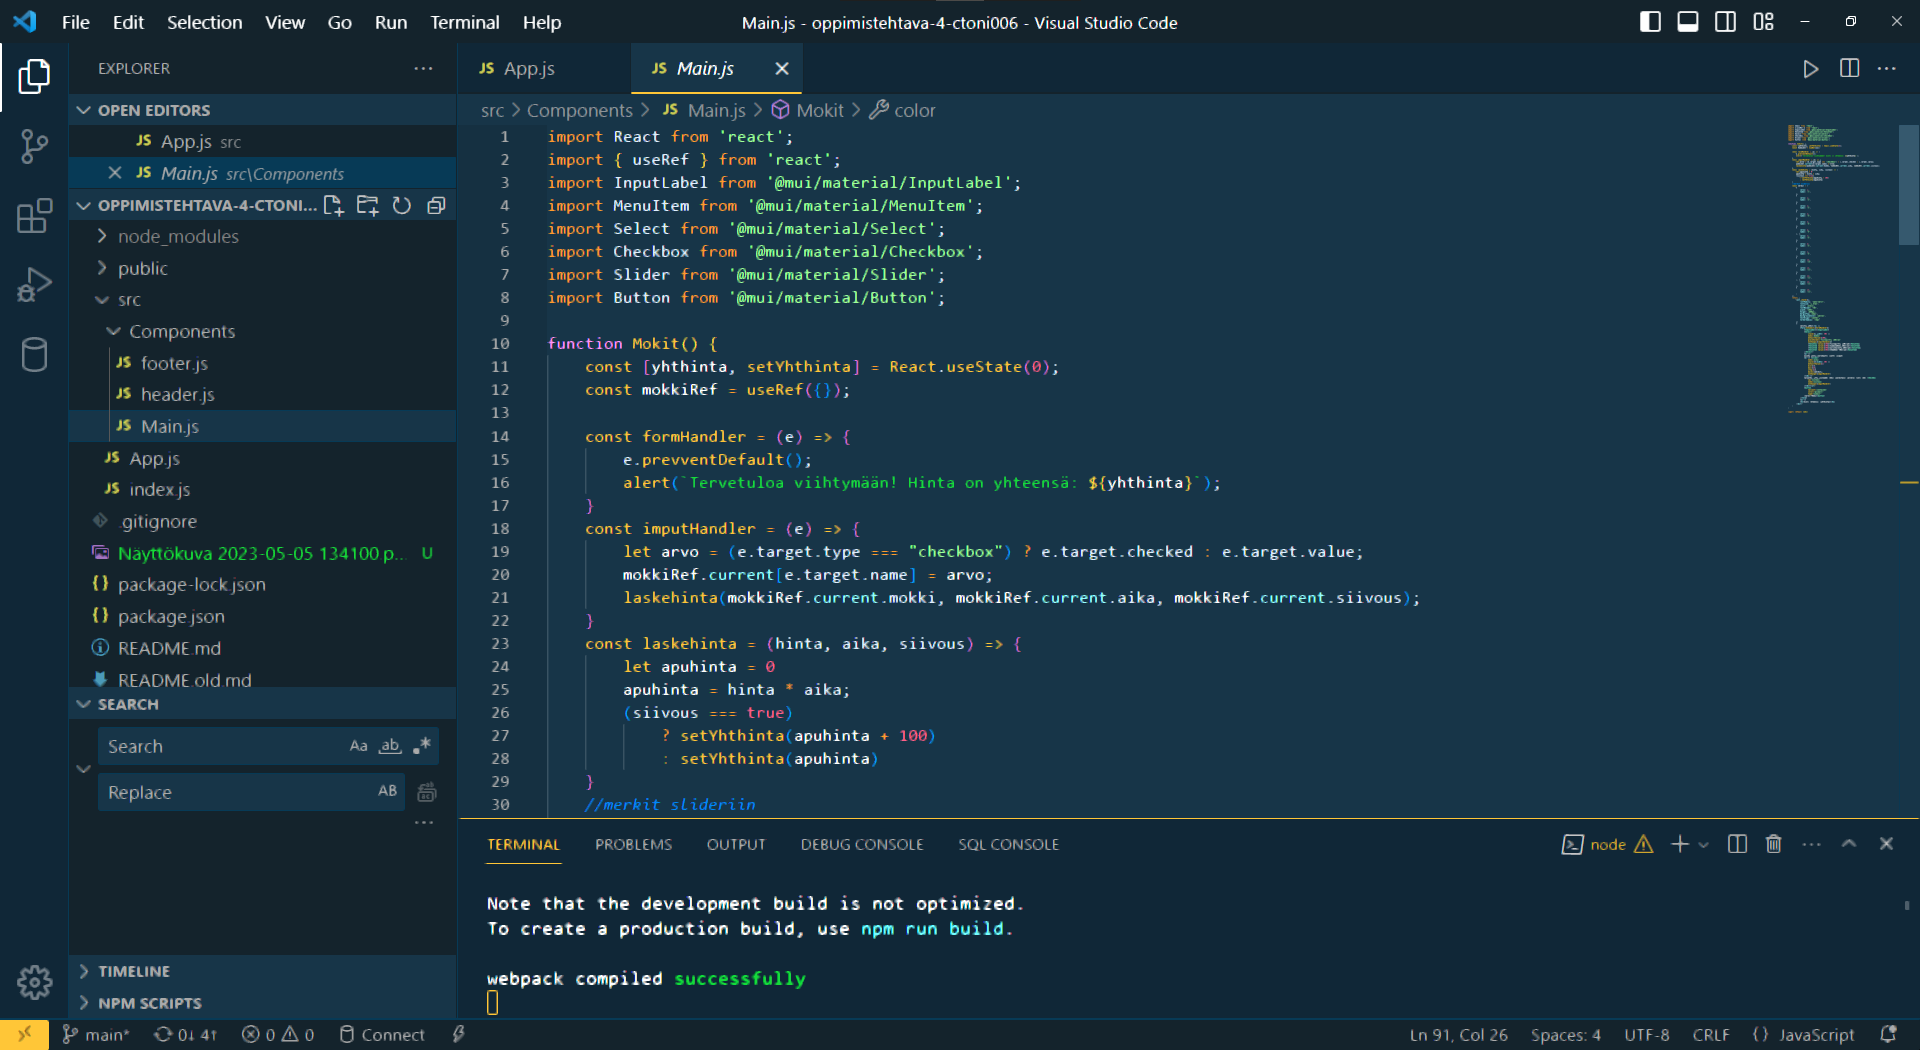 File Edit Selection View Go Run Terminal Help
Main.js - oppimistehtava-4-ctoni006 - Visual Studio Code
EXPLORER
OPEN EDITORS
JS App.js src
JS Main.js src\Components
OPPIMISTEHTAVA-4-CTONI...
node_modules
public
src
Components
JS footer.js
JS header.js
JS Main.js
JS App.js
JS index.js
.gitignore
Näyttökuva 2023-05-05 134100 p... U
{} package-lock.json
{} package.json
README.md
README.old.md
SEARCH
Search Aa ab .*
Replace AB
TIMELINE
NPM SCRIPTS
JS App.js
JS Main.js
src > Components > JS Main.js > Mokit > color
1 import React from 'react';
2 import { useRef } from 'react';
3 import InputLabel from '@mui/material/InputLabel';
4 import MenuItem from '@mui/material/MenuItem';
5 import Select from '@mui/material/Select';
6 import Checkbox from '@mui/material/Checkbox';
7 import Slider from '@mui/material/Slider';
8 import Button from '@mui/material/Button';
9
10 function Mokit() {
11 const [yhthinta, setYhthinta] = React.useState(0);
12 const mokkiRef = useRef({});
13
14 const formHandler = (e) => {
15 e.prevventDefault();
16 alert(`Tervetuloa viihtymään! Hinta on yhteensä: ${yhthinta}`);
17 }
18 const imputHandler = (e) => {
19 let arvo = (e.target.type === "checkbox") ? e.target.checked : e.target.value;
20 mokkiRef.current[e.target.name] = arvo;
21 laskehinta(mokkiRef.current.mokki, mokkiRef.current.aika, mokkiRef.current.siivous);
22 }
23 const laskehinta = (hinta, aika, siivous) => {
24 let apuhinta = 0
25 apuhinta = hinta * aika;
26 (siivous === true)
27 ? setYhthinta(apuhinta + 100)
28 : setYhthinta(apuhinta)
29 }
30 //merkit slideriin
TERMINAL PROBLEMS OUTPUT DEBUG CONSOLE SQL CONSOLE
node
Note that the development build is not optimized.
To create a production build, use npm run build.
webpack compiled successfully
main* 0↓ 4↑ 0 0 Connect
Ln 91, Col 26 Spaces: 4 UTF-8 CRLF {} JavaScript